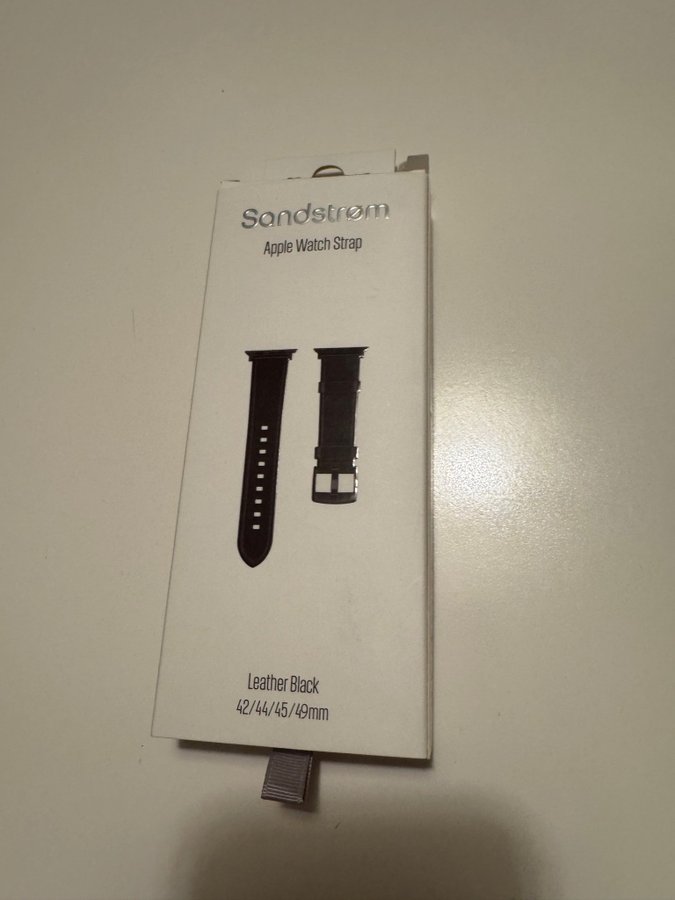 Sandstrøm
Apple Watch Strap
Leather Black
42/44/45/49mm